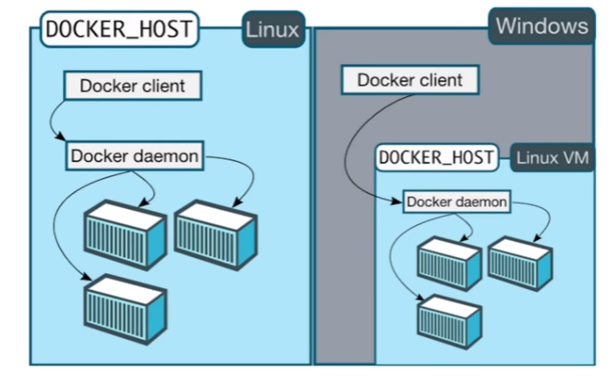 DOCKER_HOST
Linux
Docker client
Docker daemon
Windows
Docker client
DOCKER_HOST
Linux VM
Docker daemon